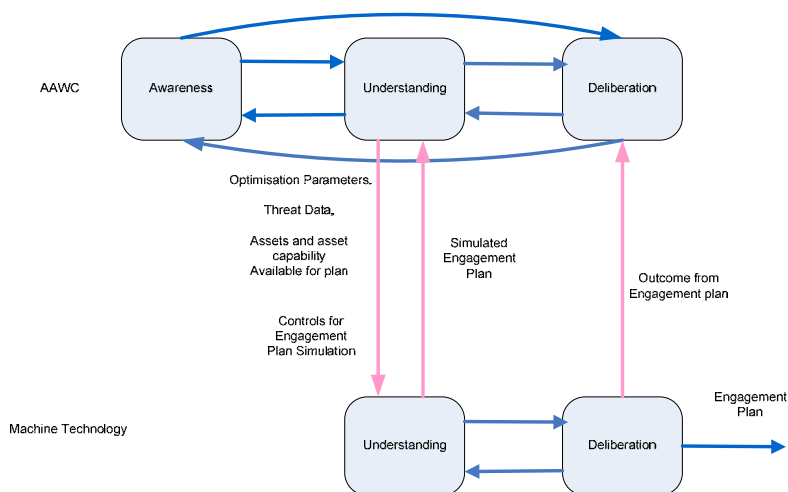 AAWC
Awareness
Understanding
Deliberation
Optimisation Parameters,
Threat Data,
Assets and asset
capability
Available for plan
Controls for
Engagement
Plan Simulation
Simulated
Engagement
Plan
Outcome from
Engagement plan
Machine Technology
Understanding
Deliberation
Engagement
Plan